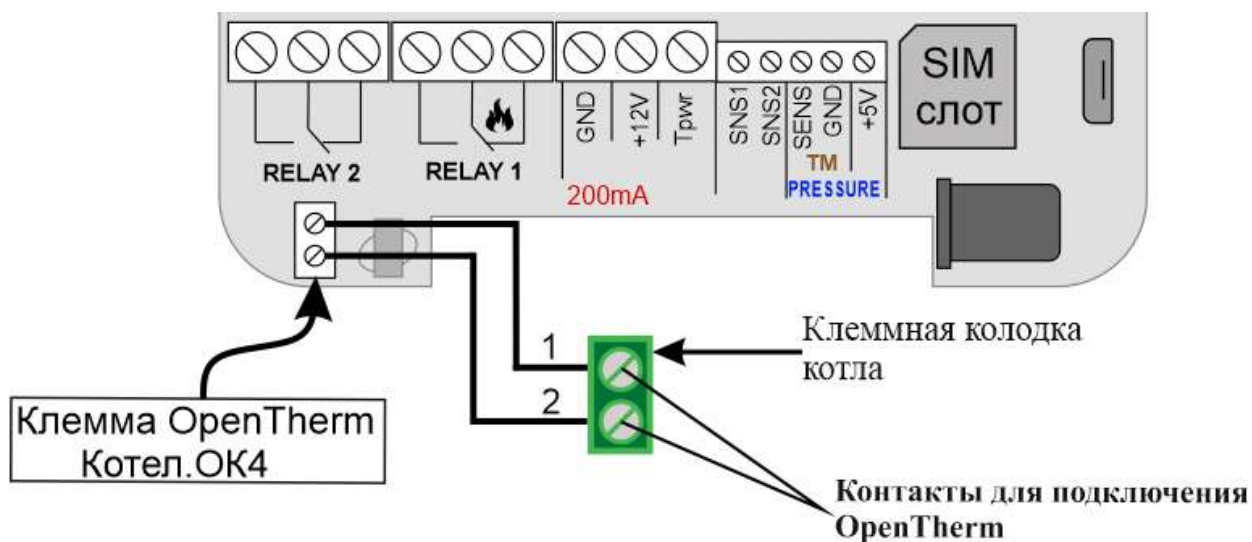 RELAY 2
RELAY 1
GND
+12V
Tpwr
200mA
SNS1
SNS2
SENS
GND
+5V
TM
PRESSURE
SIM
слот
1
2
Клеммная колодка
котла
Клемма OpenTherm
Котел.ОК4
Контакты для подключения
OpenTherm